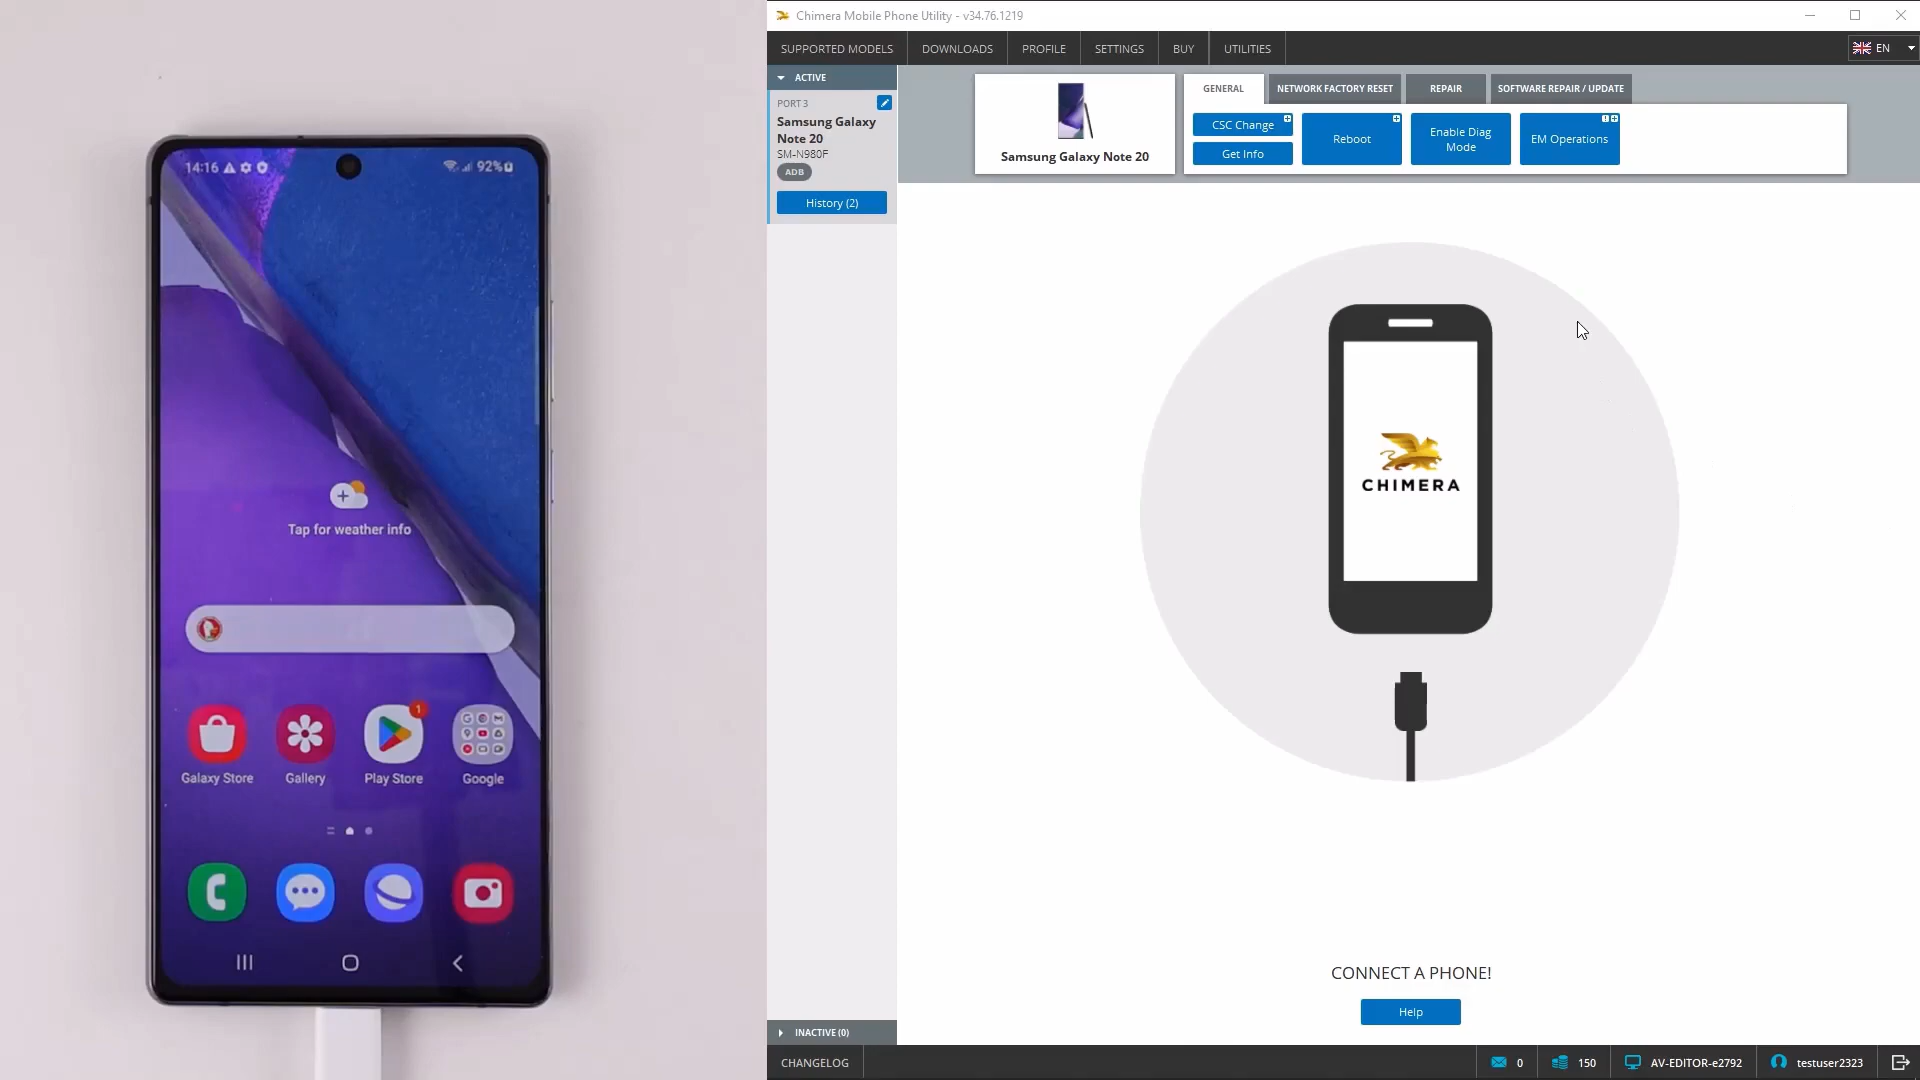 14:16
92%
Tap for weather info
1
Galaxy Store
Gallery
Play Store
Google
Chimera Mobile Phone Utility - v34.76.1219
SUPPORTED MODELS
DOWNLOADS
PROFILE
SETTINGS
BUY
UTILITIES
EN
ACTIVE
PORT 3
Samsung Galaxy
Note 20
SM-N980F
ADB
History (2)
Samsung Galaxy Note 20
GENERAL
NETWORK FACTORY RESET
REPAIR
SOFTWARE REPAIR / UPDATE
CSC Change
Get Info
Reboot
Enable Diag
Mode
EM Operations
CHIMERA
CONNECT A PHONE!
Help
INACTIVE (0)
CHANGELOG
0
150
AV-EDITOR-e2792
testuser2323